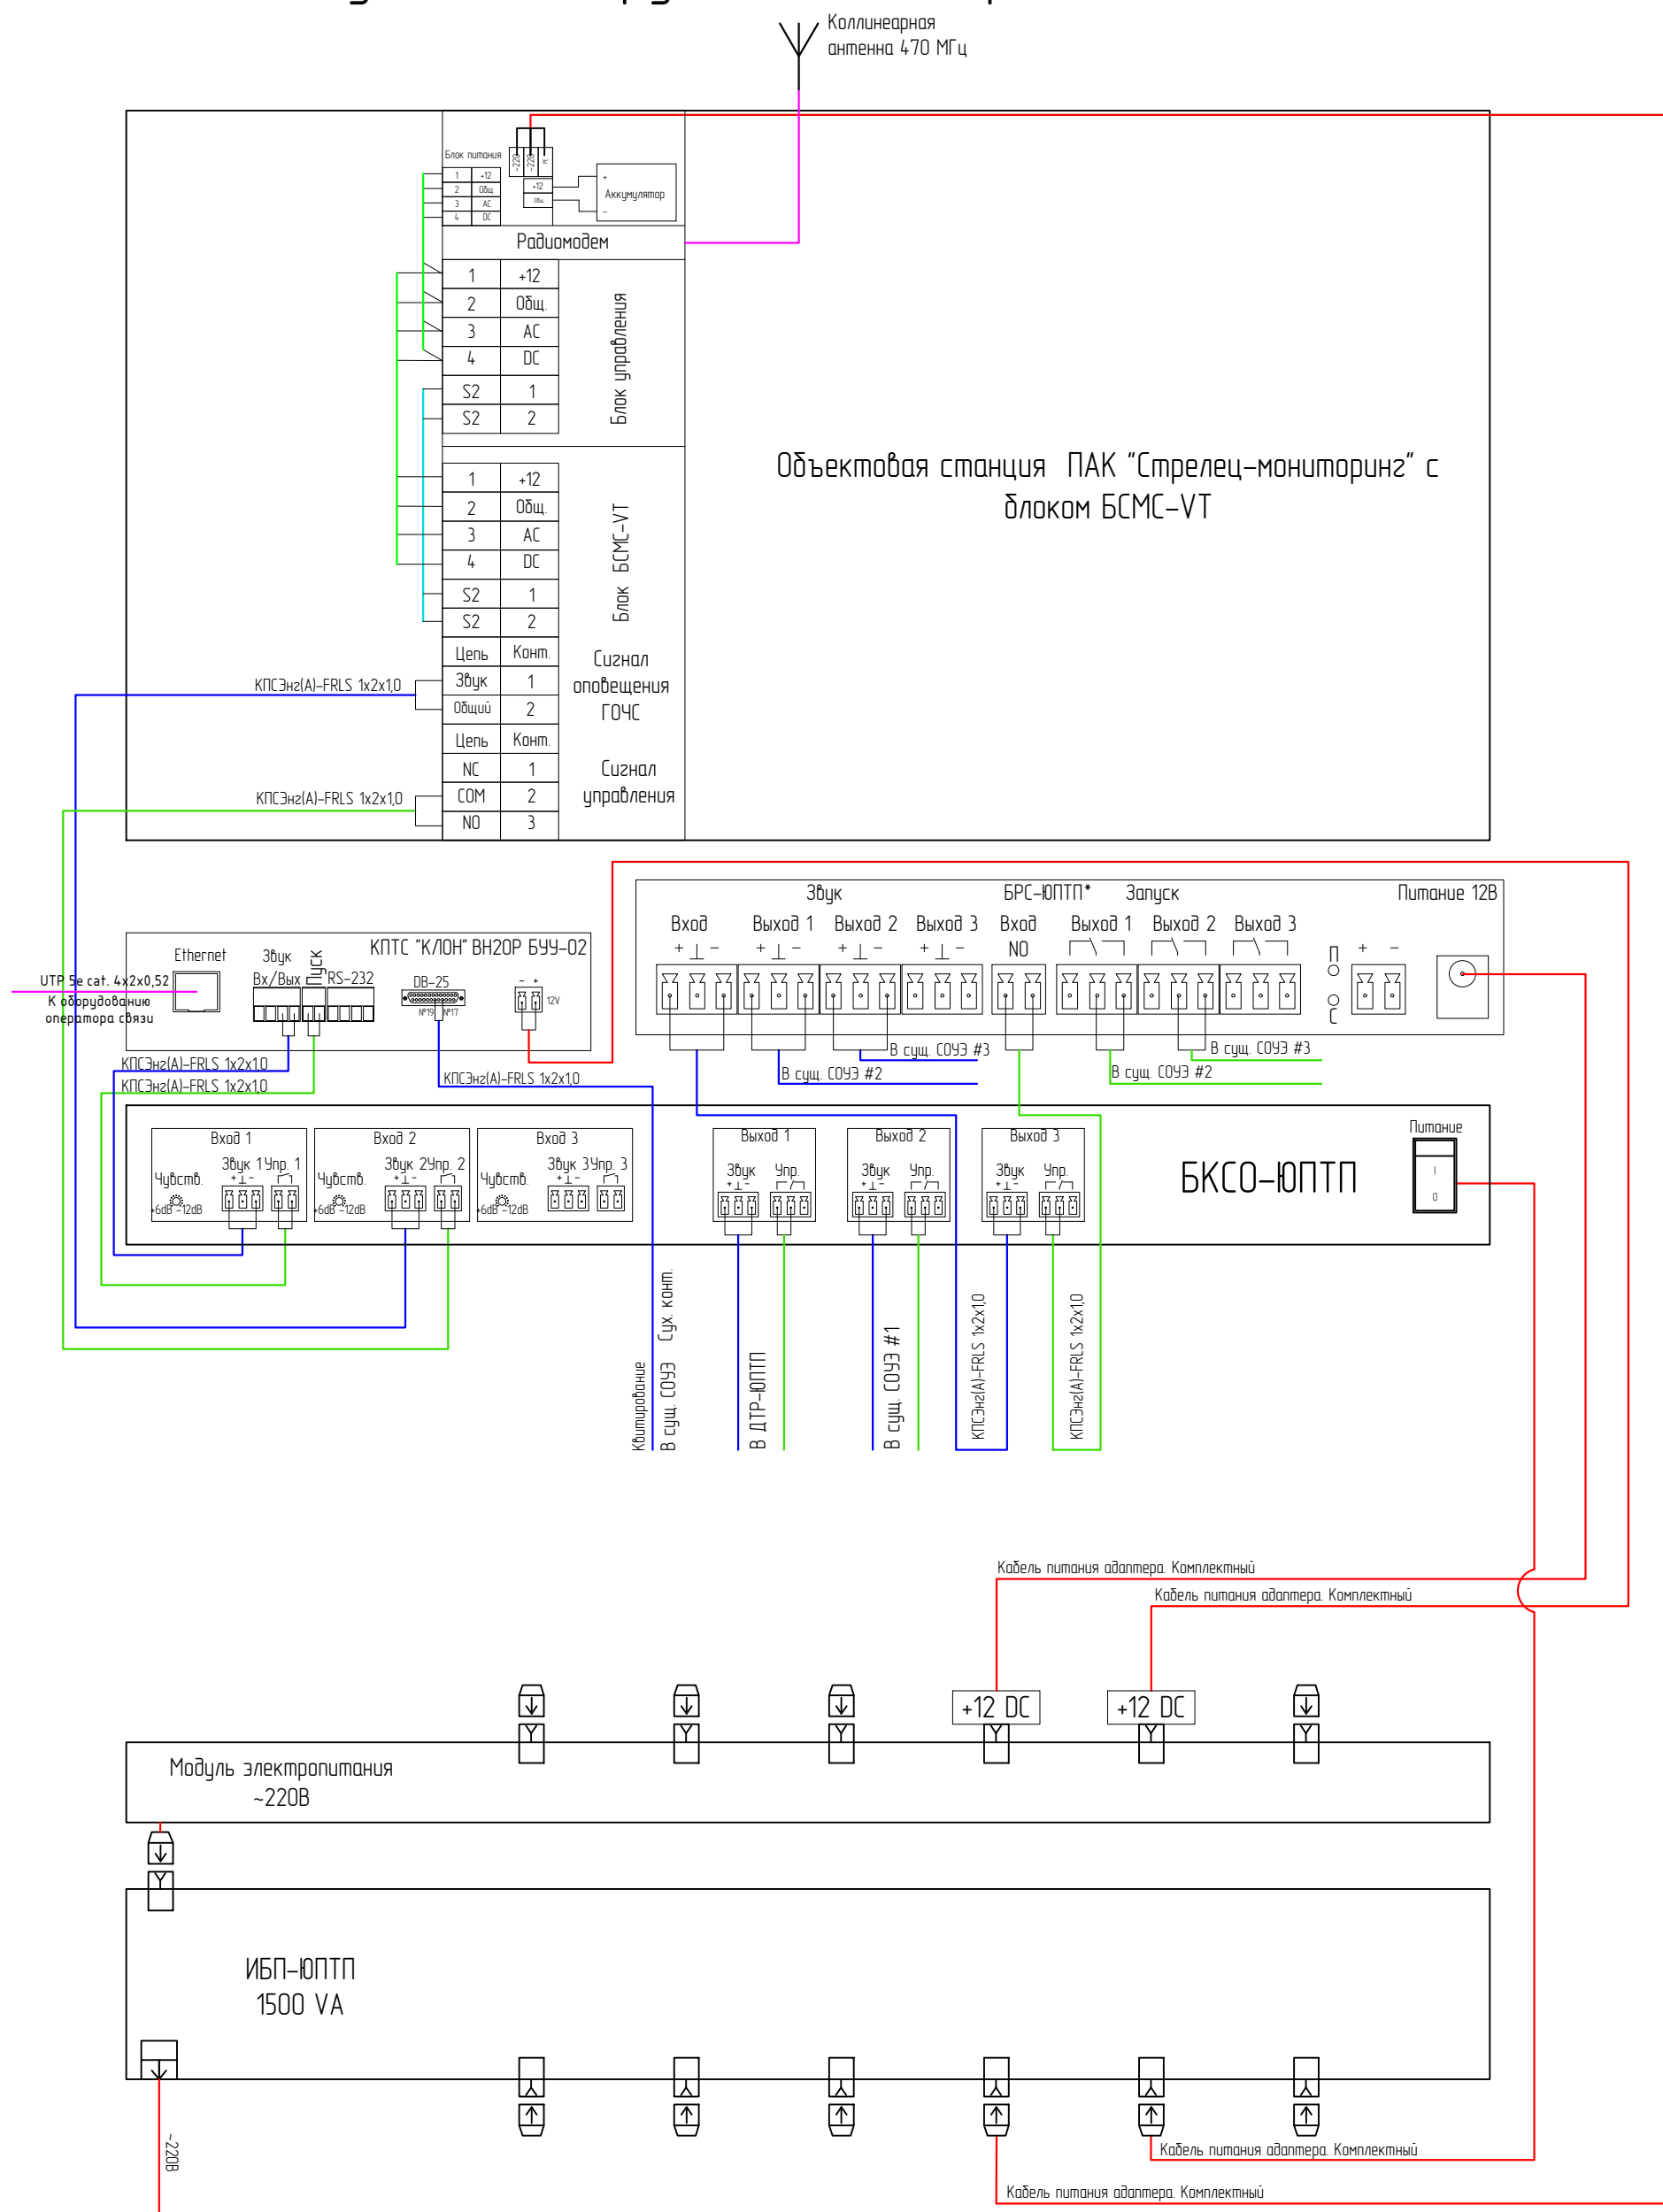 Коллинеарная
антенна 470 МГц
Блок питания
~220
~220
PE
1 +12
2 Общ
3 AC
4 DC
+12
Общ
+
Аккумулятор
–
Радиомодем
1 +12
2 Общ.
3 AC
4 DC
S2 1
S2 2
Блок управления
Объектовая станция ПАК "Стрелец-мониторинг" с
блоком БСМС-VT
1 +12
2 Общ.
3 AC
4 DC
S2 1
S2 2
Блок БСМС-VT
Цепь Конт.
Звук 1
Общий 2
Сигнал
оповещения
ГОЧС
КПСЭнг(А)-FRLS 1х2х1,0
Цепь Конт.
NC 1
COM 2
NO 3
Сигнал
управления
КПСЭнг(А)-FRLS 1х2х1,0
Звук БРС-ЮПТП* Запуск Питание 12В
Вход Выход 1 Выход 2 Выход 3 Вход Выход 1 Выход 2 Выход 3
+ ⊥ – + ⊥ – + ⊥ – + ⊥ – NO П + –
С
КПТС "КЛОН" ВН20Р БУУ-02
Ethernet
Звук
Вх/Вых
Пуск
RS-232
DB-25
№19 №17
– +
12V
UTP 5e cat. 4x2x0,52
К оборудованию
оператора связи
В сущ. СОУЭ #3
В сущ. СОУЭ #2
В сущ. СОУЭ #3
В сущ. СОУЭ #2
КПСЭнг(А)-FRLS 1х2х1,0
КПСЭнг(А)-FRLS 1х2х1,0
КПСЭнг(А)-FRLS 1х2х1,0
Вход 1
Чувств.
Звук 1 Упр. 1
+ ⊥ –
+6dB -12dB
Вход 2
Чувств.
Звук 2 Упр. 2
+ ⊥ –
+6dB -12dB
Вход 3
Чувств.
Звук 3 Упр. 3
+ ⊥ –
+6dB -12dB
Выход 1
Звук Упр.
+ ⊥ –
Выход 2
Звук Упр.
+ ⊥ –
Выход 3
Звук Упр.
+ ⊥ –
БКСО-ЮПТП
Питание
I
0
Квитирование
В сущ. СОУЭ Сух. конт.
В ДТР-ЮПТП
В сущ. СОУЭ #1
КПСЭнг(А)-FRLS 1х2х1,0
КПСЭнг(А)-FRLS 1х2х1,0
Кабель питания адаптера. Комплектный
Кабель питания адаптера. Комплектный
+12 DC
+12 DC
Модуль электропитания
~220В
ИБП-ЮПТП
1500 VA
~220В
Кабель питания адаптера. Комплектный
Кабель питания адаптера. Комплектный